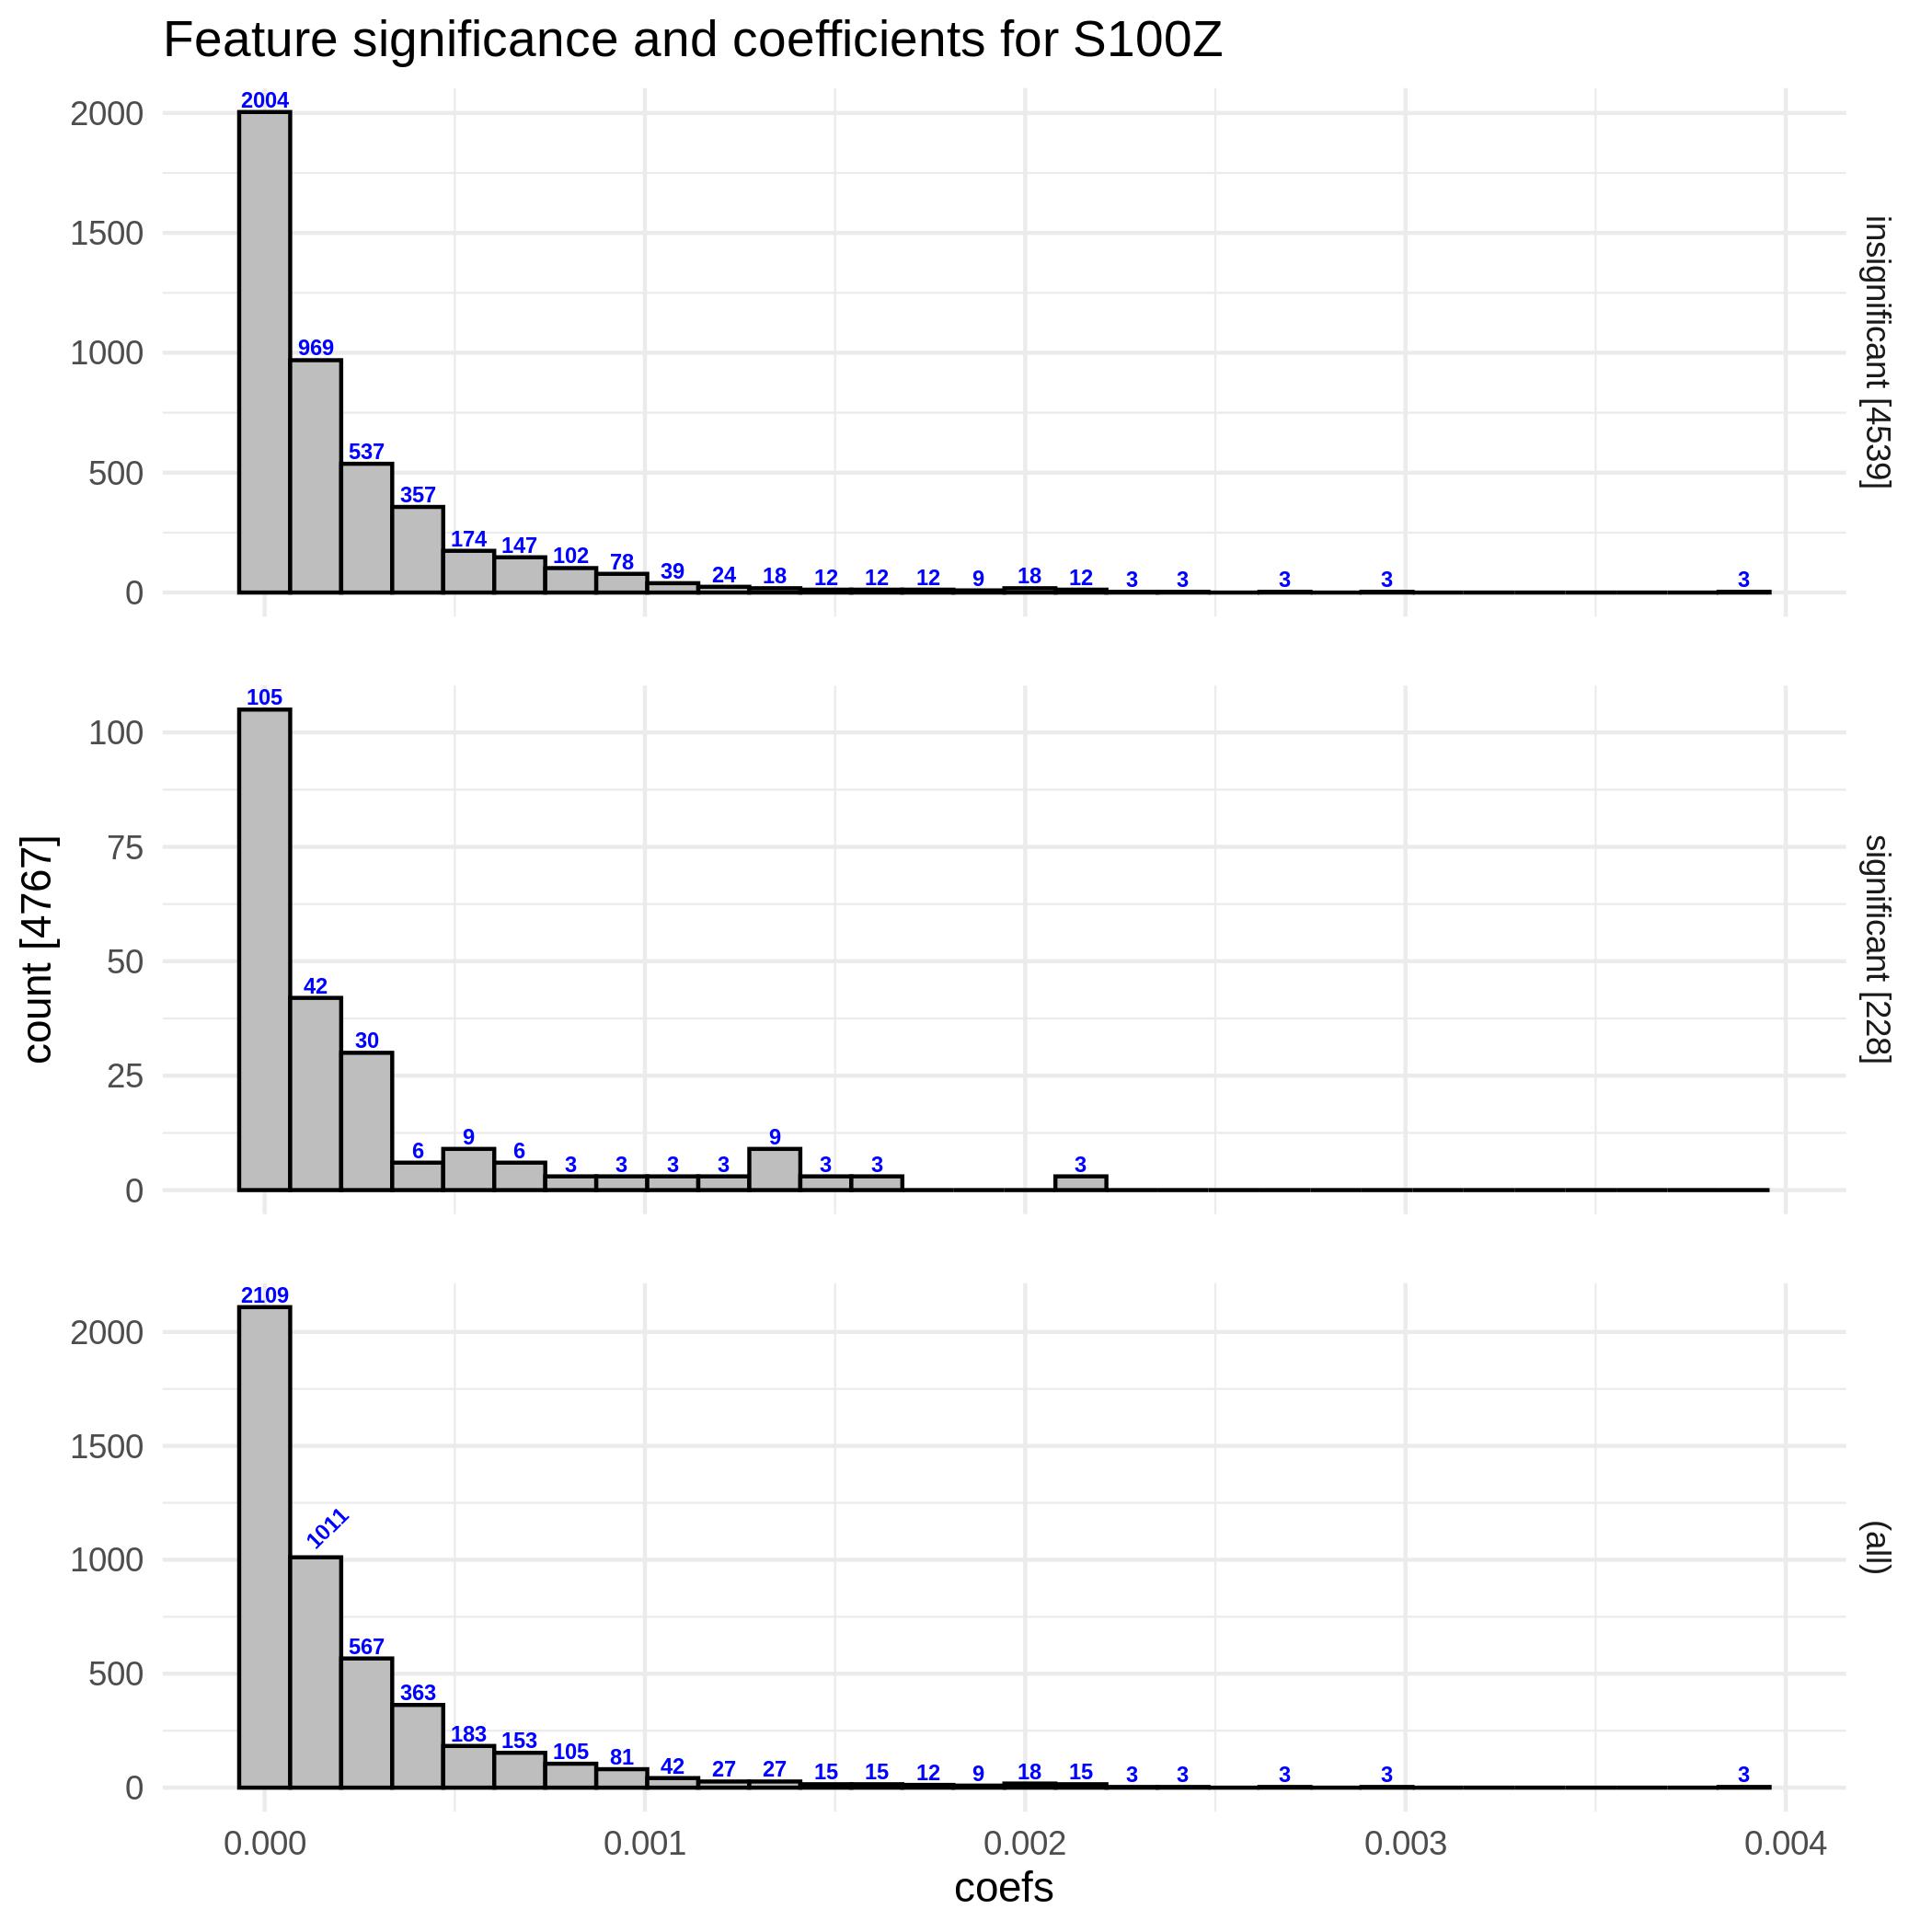 Feature significance and coefficients for S100Z
2004
2000
969
1500
1000
537
357
500
174 147 102 78 39 24 18 12 12 12 9 18 12 3 3 3 3 3
0
insignificant [4539]
105
100
75
50
42
30
25
6 9 6 3 3 3 3 9 3 3 3
0
significant [228]
count [4767]
2109
2000
1500
1011
1000
567
500
363
183 153 105 81 42 27 27 15 15 12 9 18 15 3 3 3 3 3
0
(all)
0.000 0.001 0.002 0.003 0.004
coefs